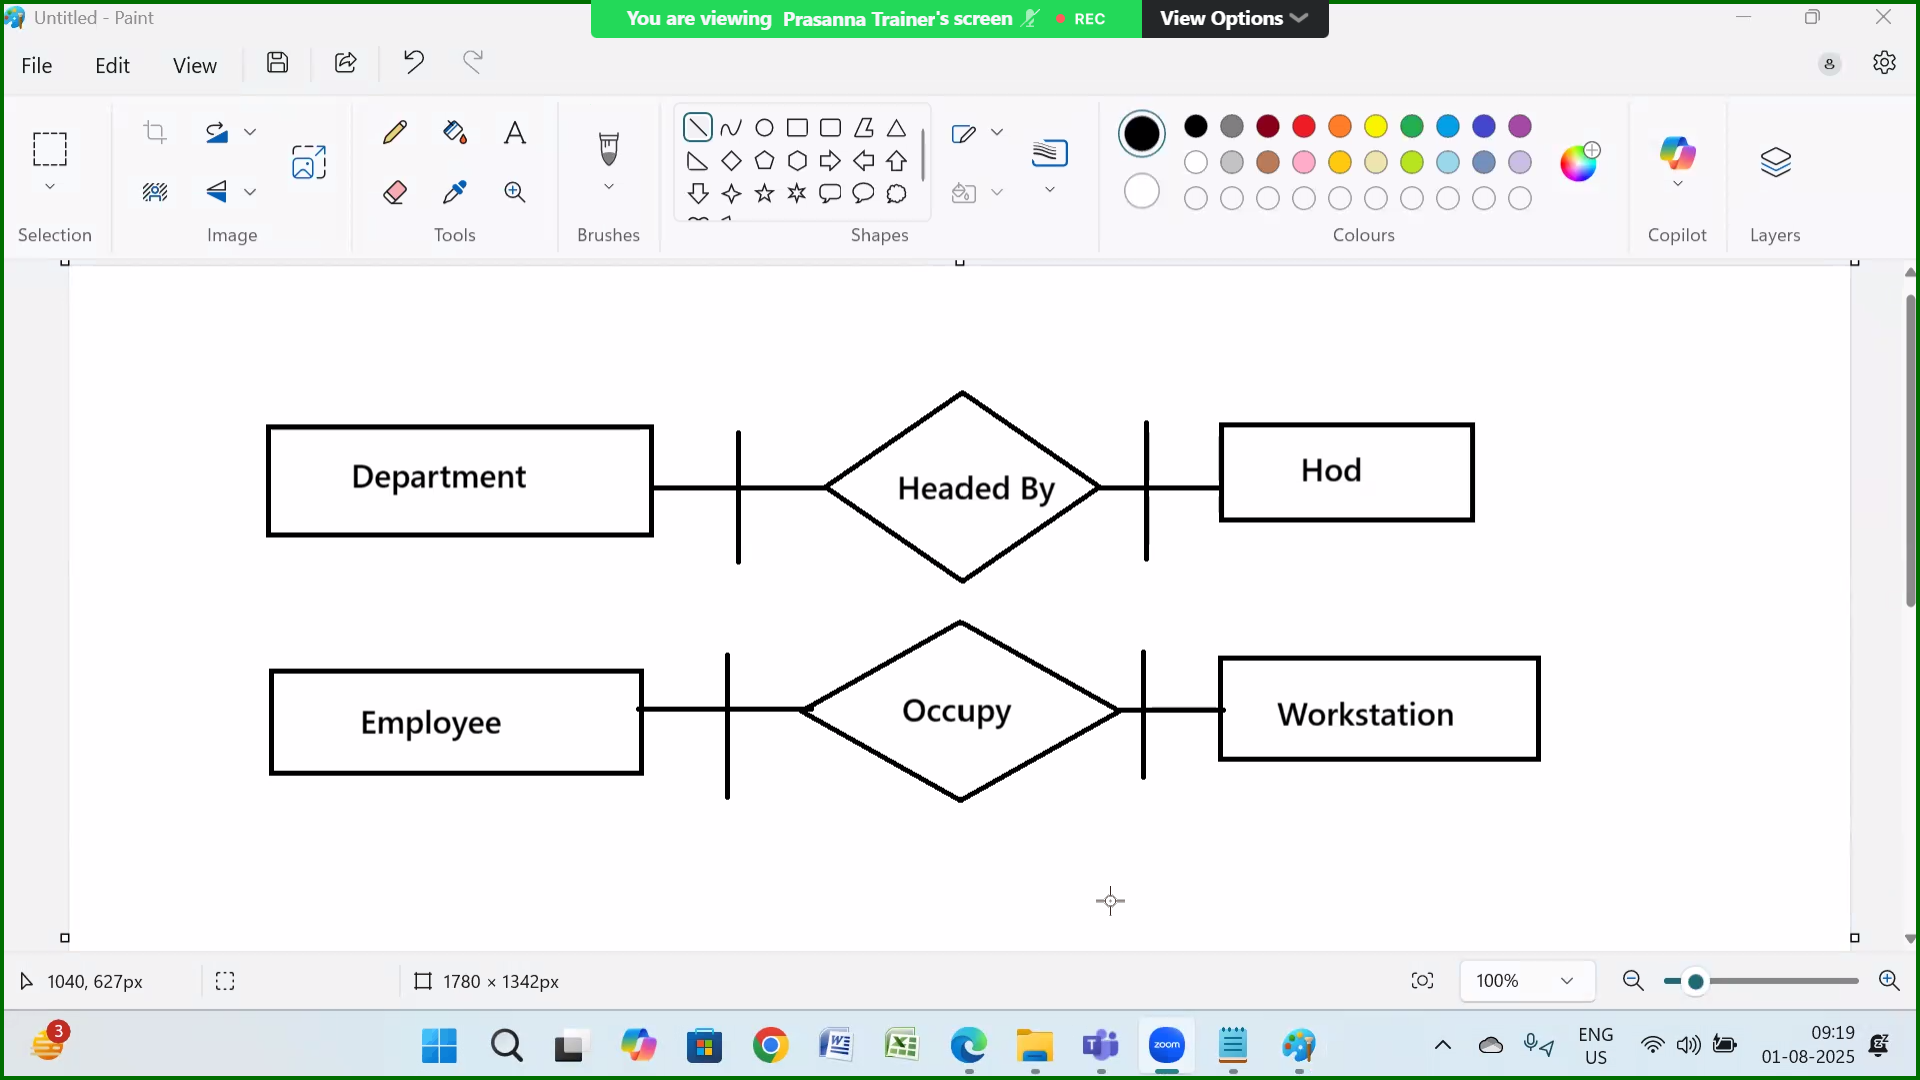 Untitled - Paint
You are viewing Prasanna Trainer's screen REC View Options
File Edit View
Selection Image Tools Brushes Shapes Colours Copilot Layers
Department Headed By Hod
Employee Occupy Workstation
1040, 627px 1780 × 1342px 100%
3
zoom
ENG
US
09:19
01-08-2025